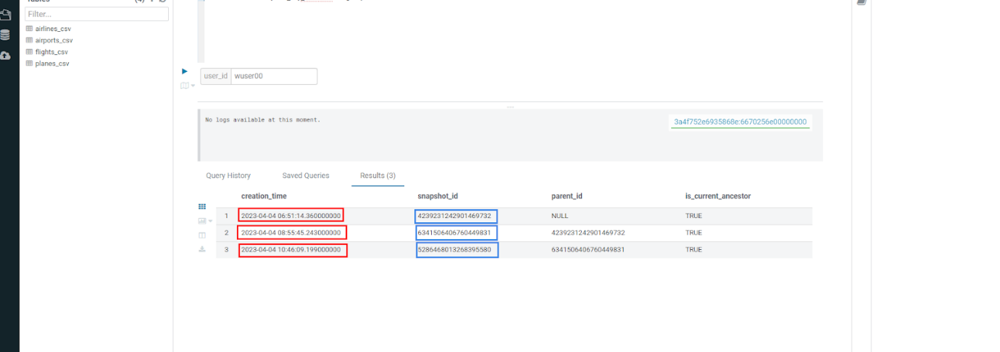 Tables (4)
Filter...
airlines_csv
airports_csv
flights_csv
planes_csv
user_id wuser00
No logs available at this moment.
3a4f752e6935868e:6670256e00000000
Query History Saved Queries Results (3)
creation_time snapshot_id parent_id is_current_ancestor
1 2023-04-04 06:51:14.360000000 4239231242901469732 NULL TRUE
2 2023-04-04 08:55:45.243000000 6341506406760449831 4239231242901469732 TRUE
3 2023-04-04 10:46:09.199000000 5286468013268395580 6341506406760449831 TRUE